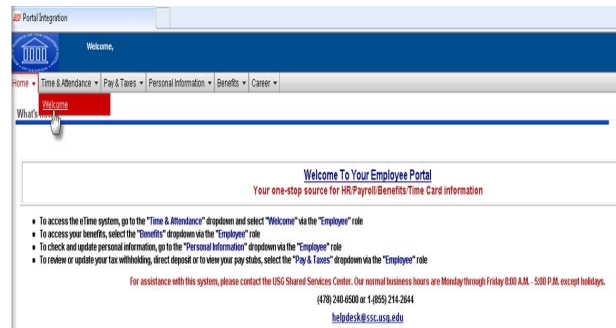 Portal Integration
Welcome,
Home Time & Attendance Pay & Taxes Personal Information Benefits Career
Welcome
What's
Welcome To Your Employee Portal
Your one-stop source for HR/Payroll/Benefits/Time Card information
To access the eTime system, go to the "Time & Attendance" dropdown and select "Welcome" via the "Employee" role
To access your benefits, select the "Benefits" dropdown via the "Employee" role
To check and update personal information, go to the "Personal Information" dropdown via the "Employee" role
To review or update your tax withholding, direct deposit or to view your pay stubs, select the "Pay & Taxes" dropdown via the "Employee" role
For assistance with this system, please contact the USG Shared Services Center. Our normal business hours are Monday through Friday 8:00 A.M. - 5:00 P.M. except holidays.
(478) 240-6500 or 1-(855) 214-2644
helpdesk@ssc.usg.edu